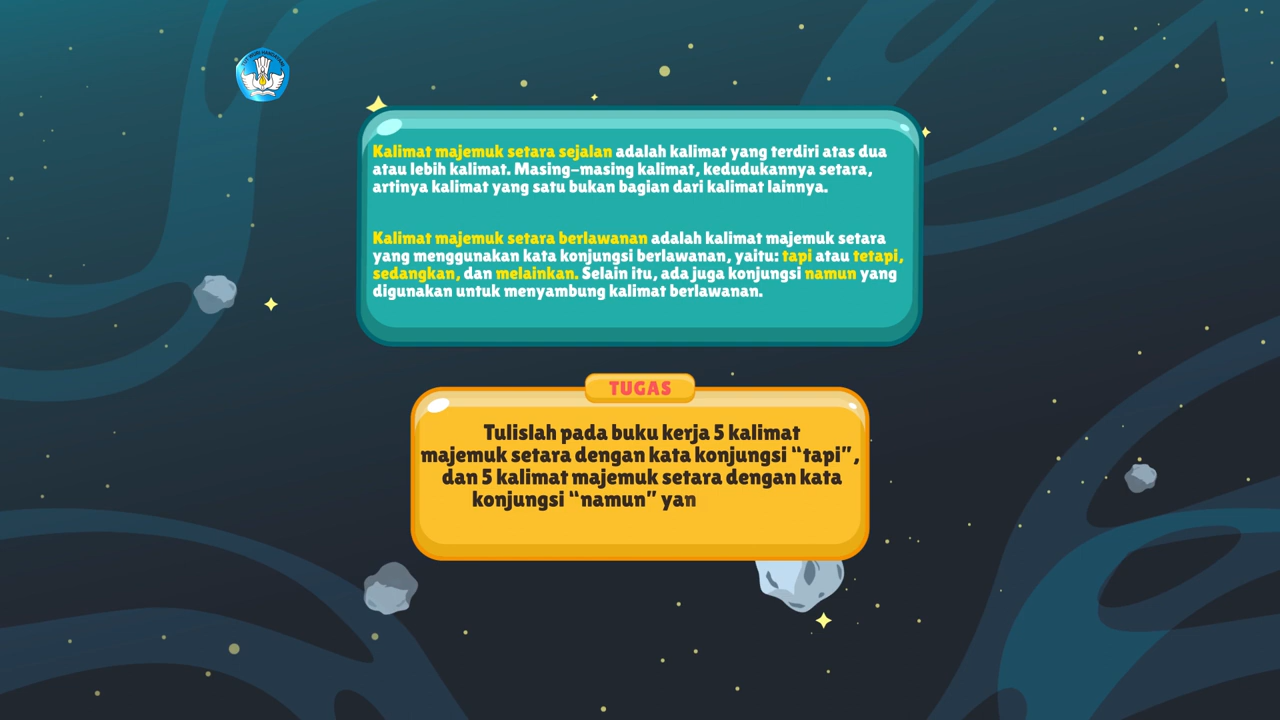 Kalimat majemuk setara sejalan adalah kalimat yang terdiri atas dua
atau lebih kalimat. Masing-masing kalimat, kedudukannya setara,
artinya kalimat yang satu bukan bagian dari kalimat lainnya.
Kalimat majemuk setara berlawanan adalah kalimat majemuk setara
yang menggunakan kata konjungsi berlawanan, yaitu: tapi atau tetapi,
sedangkan, dan melainkan. Selain itu, ada juga konjungsi namun yang
digunakan untuk menyambung kalimat berlawanan.
TUGAS
Tulislah pada buku kerja 5 kalimat
majemuk setara dengan kata konjungsi “tapi”,
dan 5 kalimat majemuk setara dengan kata
konjungsi “namun” yan